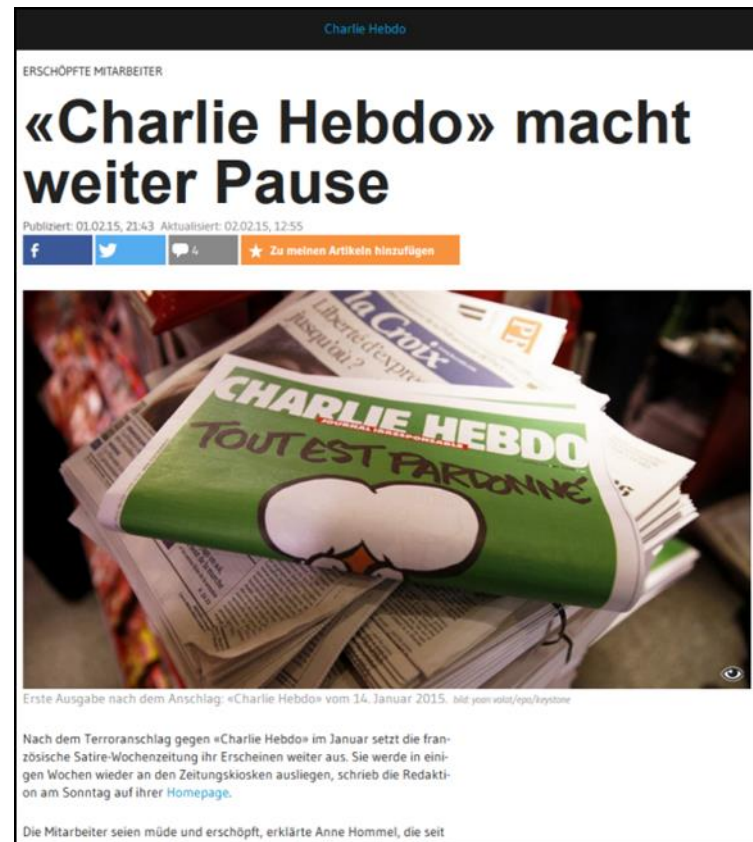 Charlie Hebdo
ERSCHÖPFTE MITARBEITER
«Charlie Hebdo» macht
weiter Pause
Publiziert: 01.02.15, 21:43 Aktualisiert: 02.02.15, 12:55
f
4 ★ Zu meinen Artikeln hinzufügen
la Croix
Liberté d'expre
jusqu'où ?
CHARLIE HEBDO
JOURNAL IRRESPONSABLE
TOUT EST PARDONNÉ
Erste Ausgabe nach dem Anschlag: «Charlie Hebdo» vom 14. Januar 2015. bild: yoan valat/epa/keystone
Nach dem Terroranschlag gegen «Charlie Hebdo» im Januar setzt die fran-
zösische Satire-Wochenzeitung ihr Erscheinen weiter aus. Sie werde in eini-
gen Wochen wieder an den Zeitungskiosken ausliegen, schrieb die Redakti-
on am Sonntag auf ihrer Homepage.
Die Mitarbeiter seien müde und erschöpft, erklärte Anne Hommel, die seit